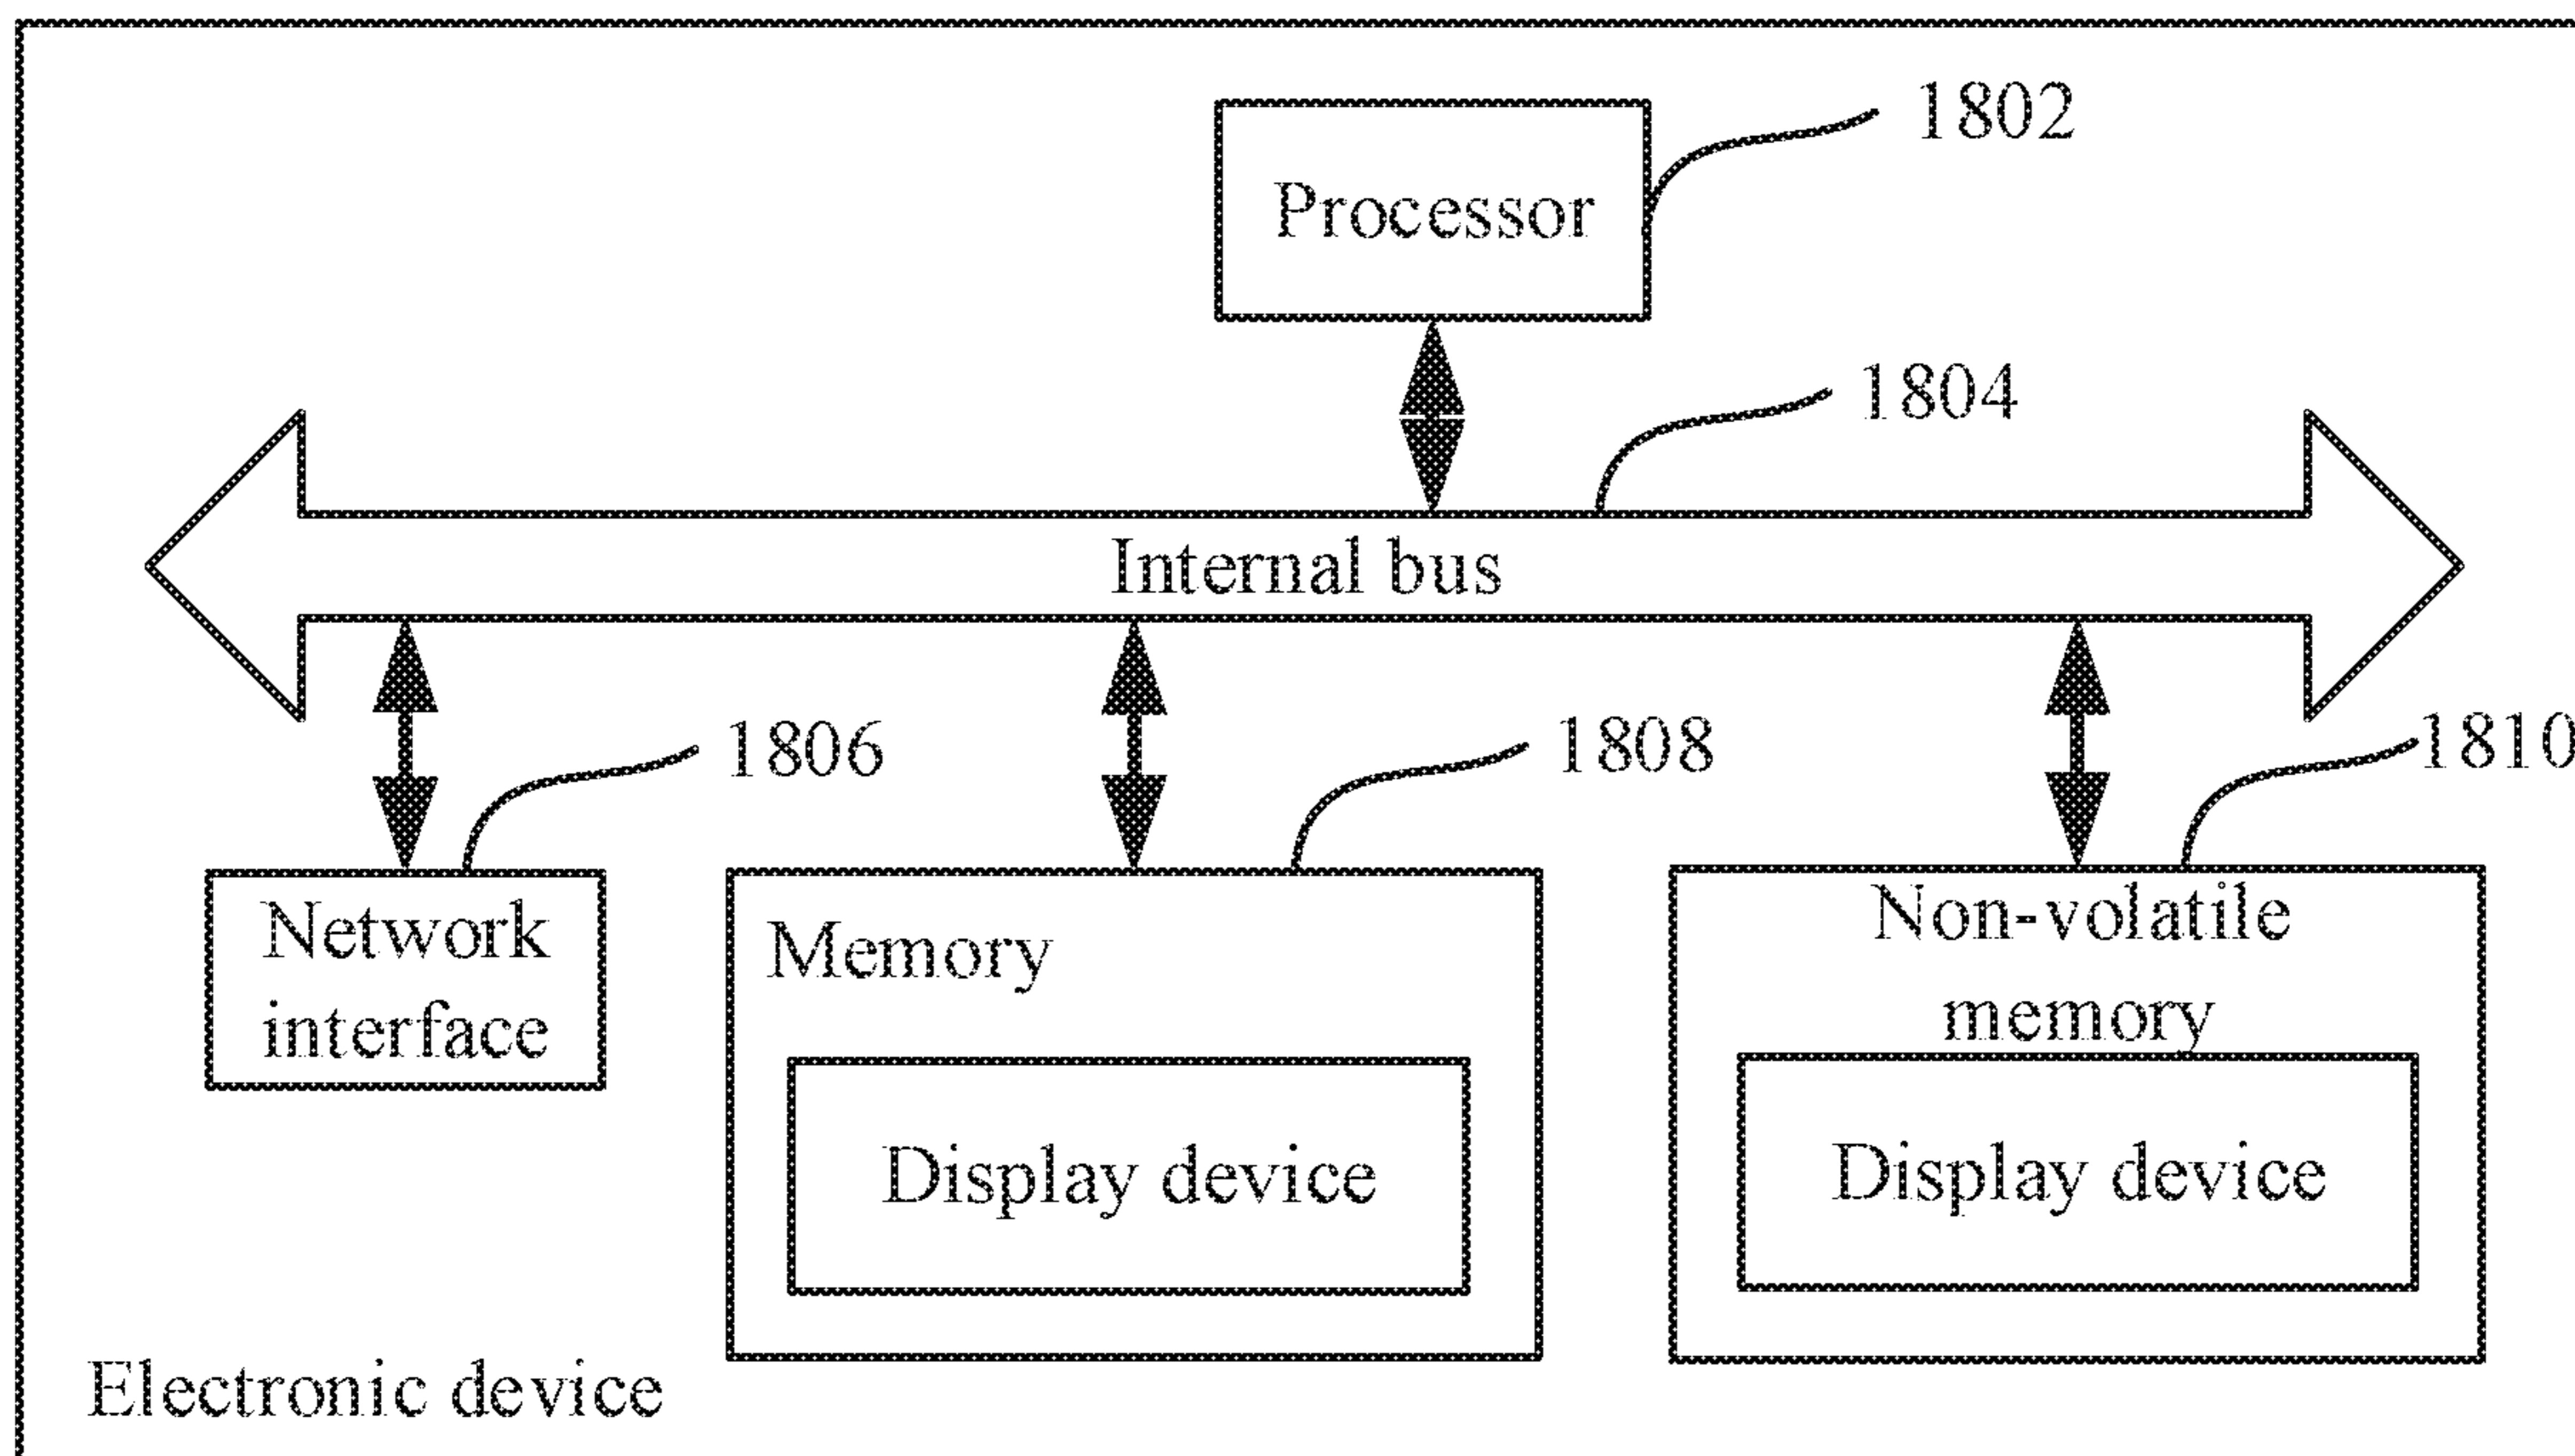 1802
Processor
1804
Internal bus
1806
1808
1810
Network
interface
Memory
Non-volatile
memory
Display device
Display device
Electronic device